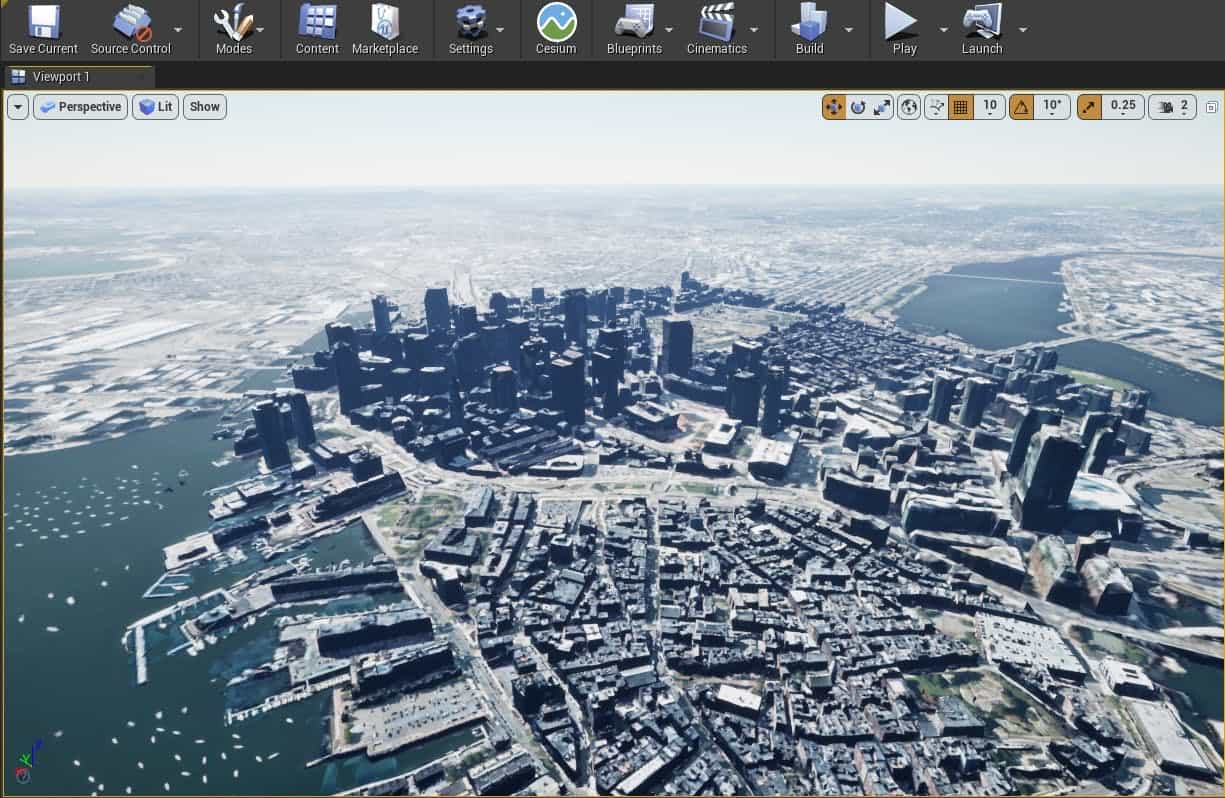 Save Current Source Control Modes Content Marketplace Settings Cesium Blueprints Cinematics Build Play Launch
Viewport 1
Perspective Lit Show 10 10° 0.25 2